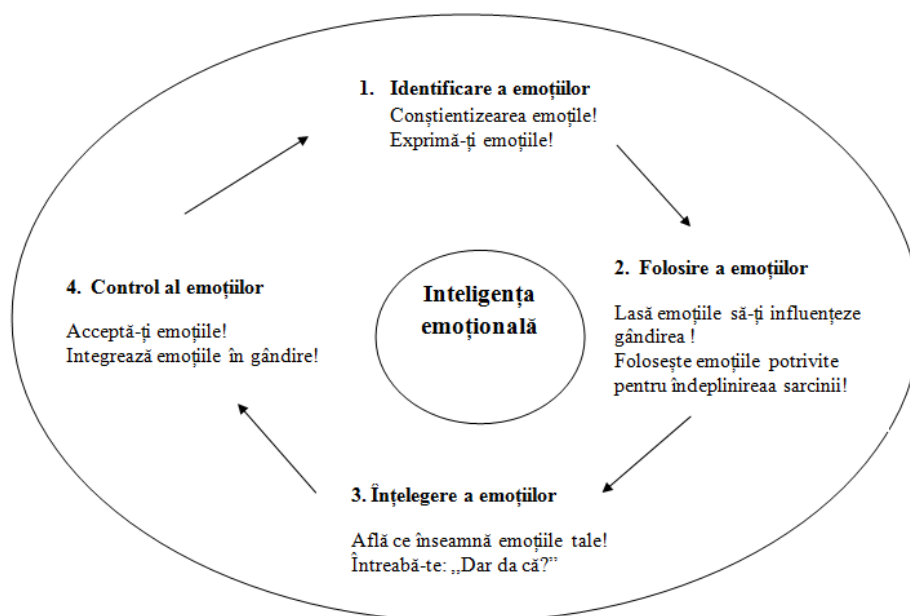 1. Identificare a emoțiilor
Conștientizearea emoțile!
Exprimă-ți emoțiile!
2. Folosire a emoțiilor
Lasă emoțiile să-ți influențeze
gândirea !
Folosește emoțiile potrivite
pentru îndeplinireaa sarcinii!
3. Înțelegere a emoțiilor
Află ce înseamnă emoțiile tale!
Întreabă-te: „Dar da că?”
4. Control al emoțiilor
Acceptă-ți emoțiile!
Integrează emoțiile în gândire!
Inteligența
emoțională